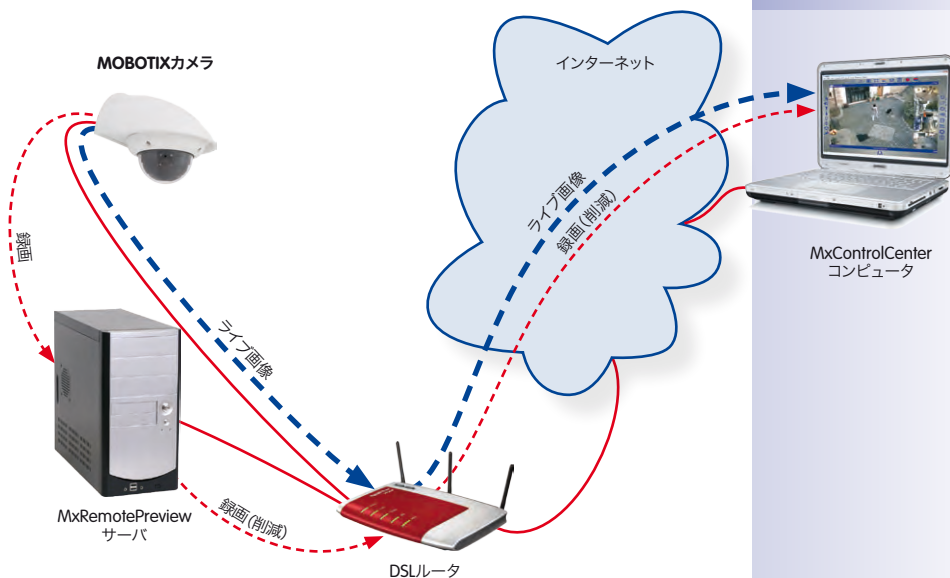 MOBOTIXカメラ
インターネット
ライブ画像
録画(削減)
MxControlCenter
コンピュータ
録画
ライブ画像
MxRemotePreview
サーバ
録画(削減)
DSLルータ